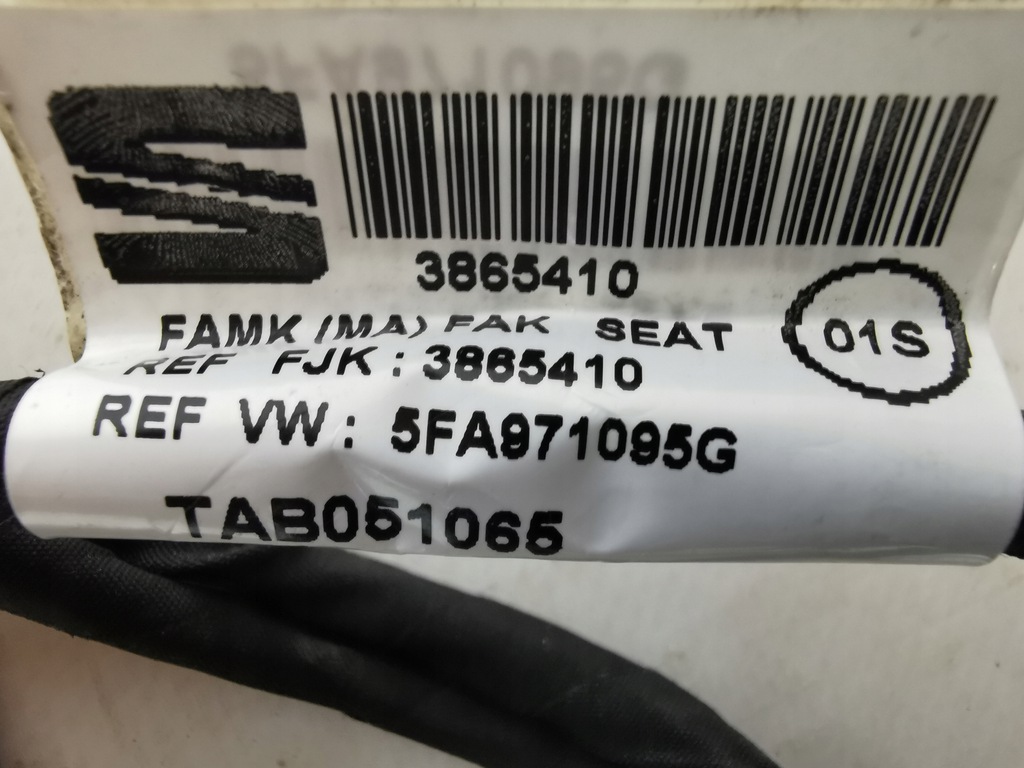 3865410
FAMK (MA) FAK SEAT
01S
REF FJK : 3865410
REF VW : 5FA971095G
TAB051065